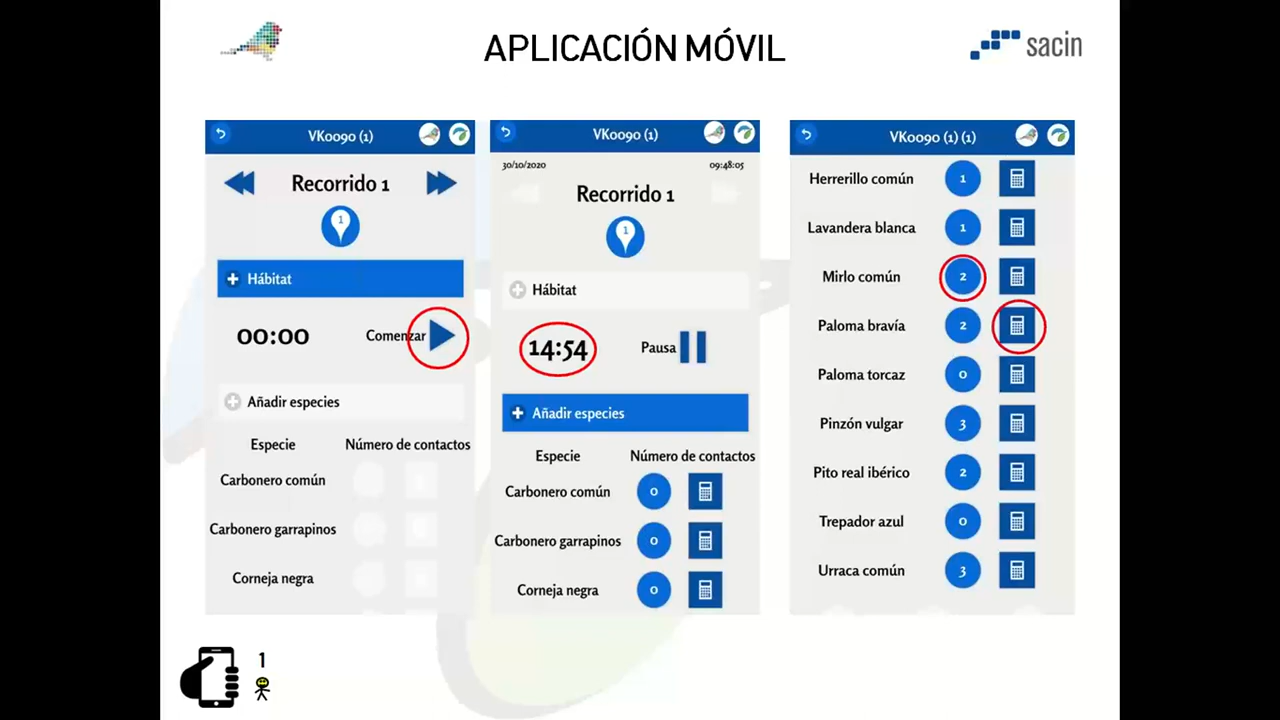 APLICACIÓN MÓVIL
sacin
VK0090 (1)
Recorrido 1
1
Hábitat
00:00
Comenzar
Añadir especies
Especie Número de contactos
Carbonero común
Carbonero garrapinos
Corneja negra
VK0090 (1)
30/10/2020 09:48:05
Recorrido 1
1
Hábitat
14:54
Pausa
Añadir especies
Especie Número de contactos
Carbonero común 0
Carbonero garrapinos 0
Corneja negra 0
VK0090 (1) (1)
Herrerillo común 1
Lavandera blanca 1
Mirlo común 2
Paloma bravía 2
Paloma torcaz 0
Pinzón vulgar 3
Pito real ibérico 2
Trepador azul 0
Urraca común 3
1